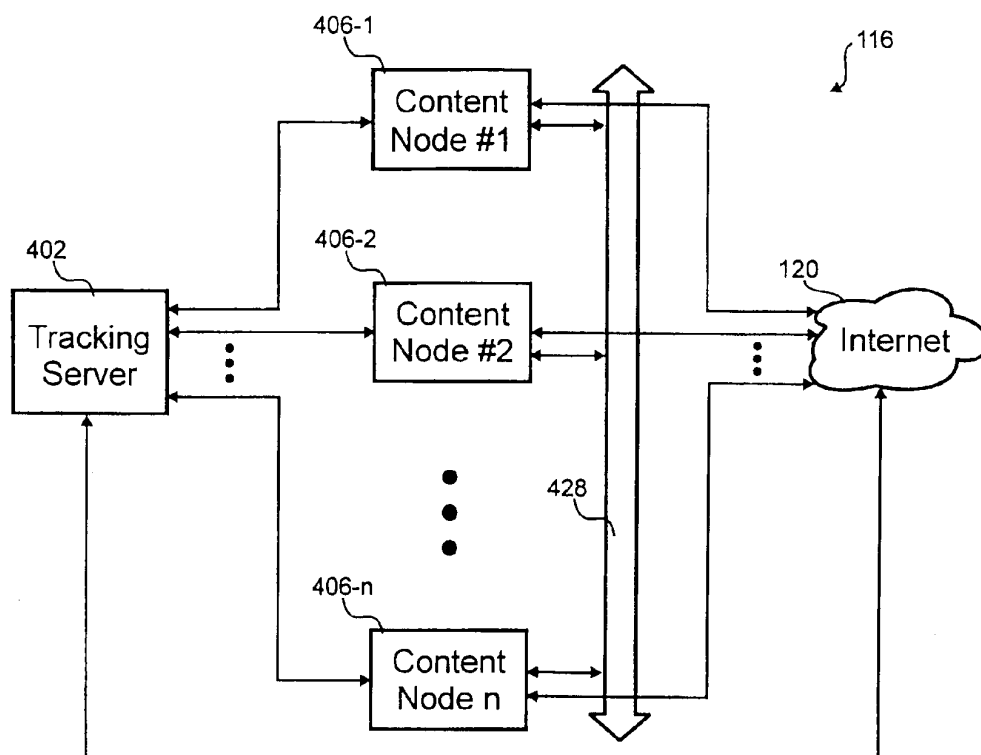 406-1
116
Content
Node #1
406-2
402
120
Tracking
Server
Content
Node #2
Internet
428
406-n
Content
Node n